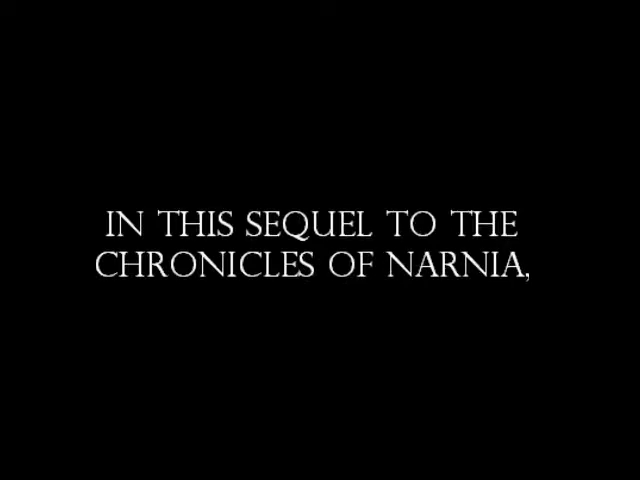 IN THIS SEQUEL TO THE
CHRONICLES OF NARNIA,